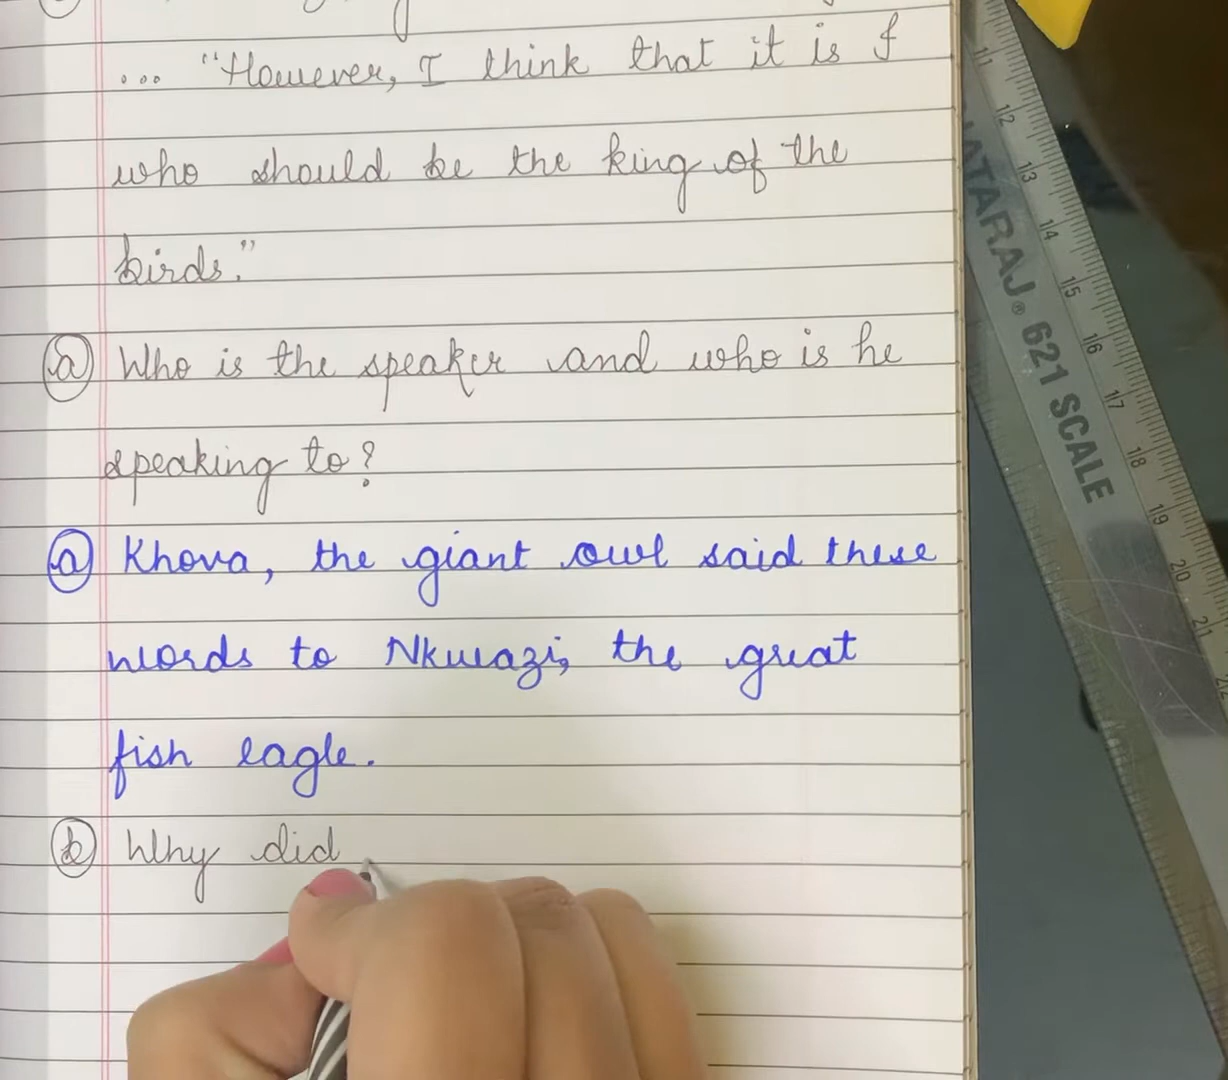 ... "However, I think that it is I
who should be the king of the
birds."
(a) Who is the speaker and who is he
speaking to?
(a) Khova, the giant owl said these
words to Nkwazi, the great
fish eagle.
(b) Why did
ATARAJ® 621 SCALE
11 12 13 14 15 16 17 18 19 20 21